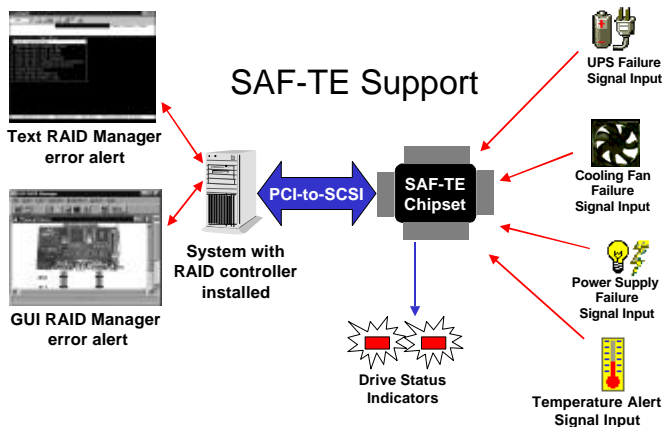 SAF-TE Support
Text RAID Manager
error alert
GUI RAID Manager
error alert
System with
RAID controller
installed
PCI-to-SCSI
SAF-TE
Chipset
Drive Status
Indicators
UPS Failure
Signal Input
Cooling Fan
Failure
Signal Input
Power Supply
Failure
Signal Input
Temperature Alert
Signal Input